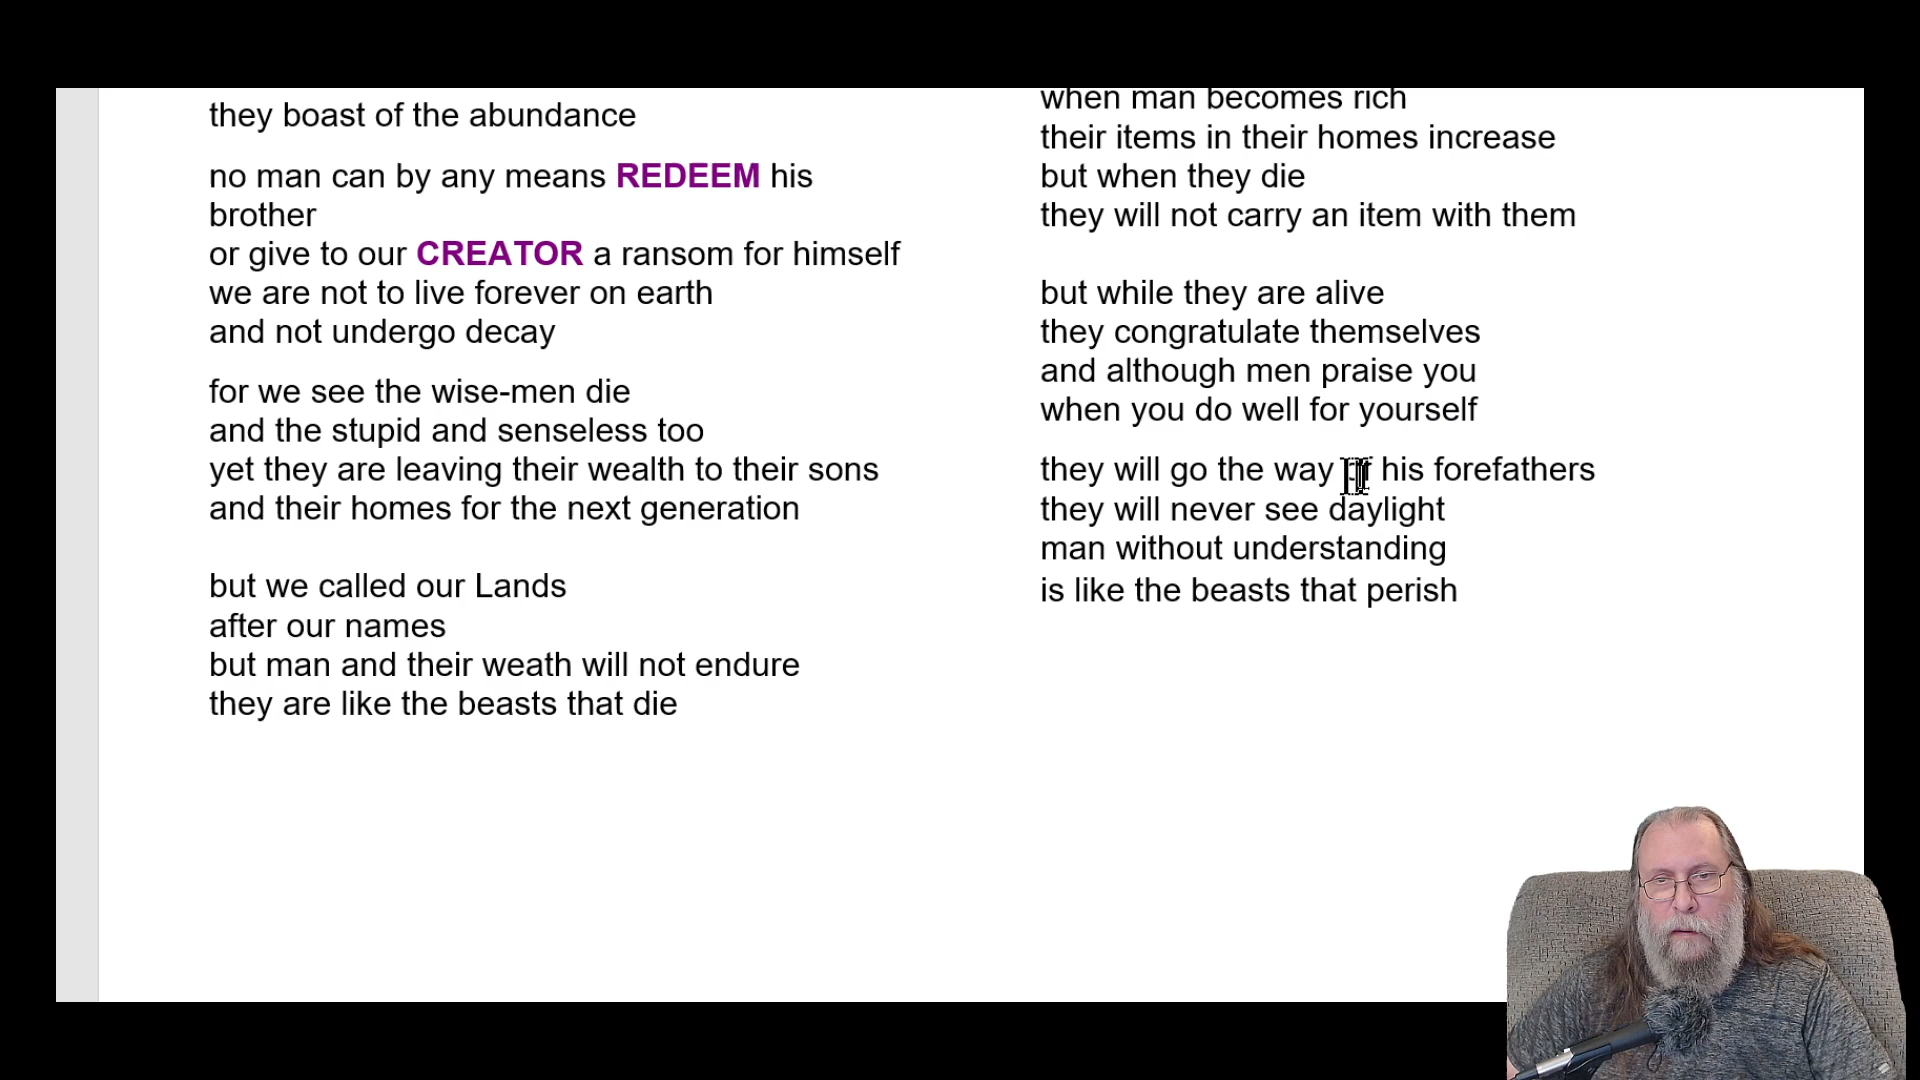 they boast of the abundance
no man can by any means REDEEM his
brother
or give to our CREATOR a ransom for himself
we are not to live forever on earth
and not undergo decay
for we see the wise-men die
and the stupid and senseless too
yet they are leaving their wealth to their sons
and their homes for the next generation
but we called our Lands
after our names
but man and their weath will not endure
they are like the beasts that die
when man becomes rich
their items in their homes increase
but when they die
they will not carry an item with them
but while they are alive
they congratulate themselves
and although men praise you
when you do well for yourself
they will go the way of his forefathers
they will never see daylight
man without understanding
is like the beasts that perish